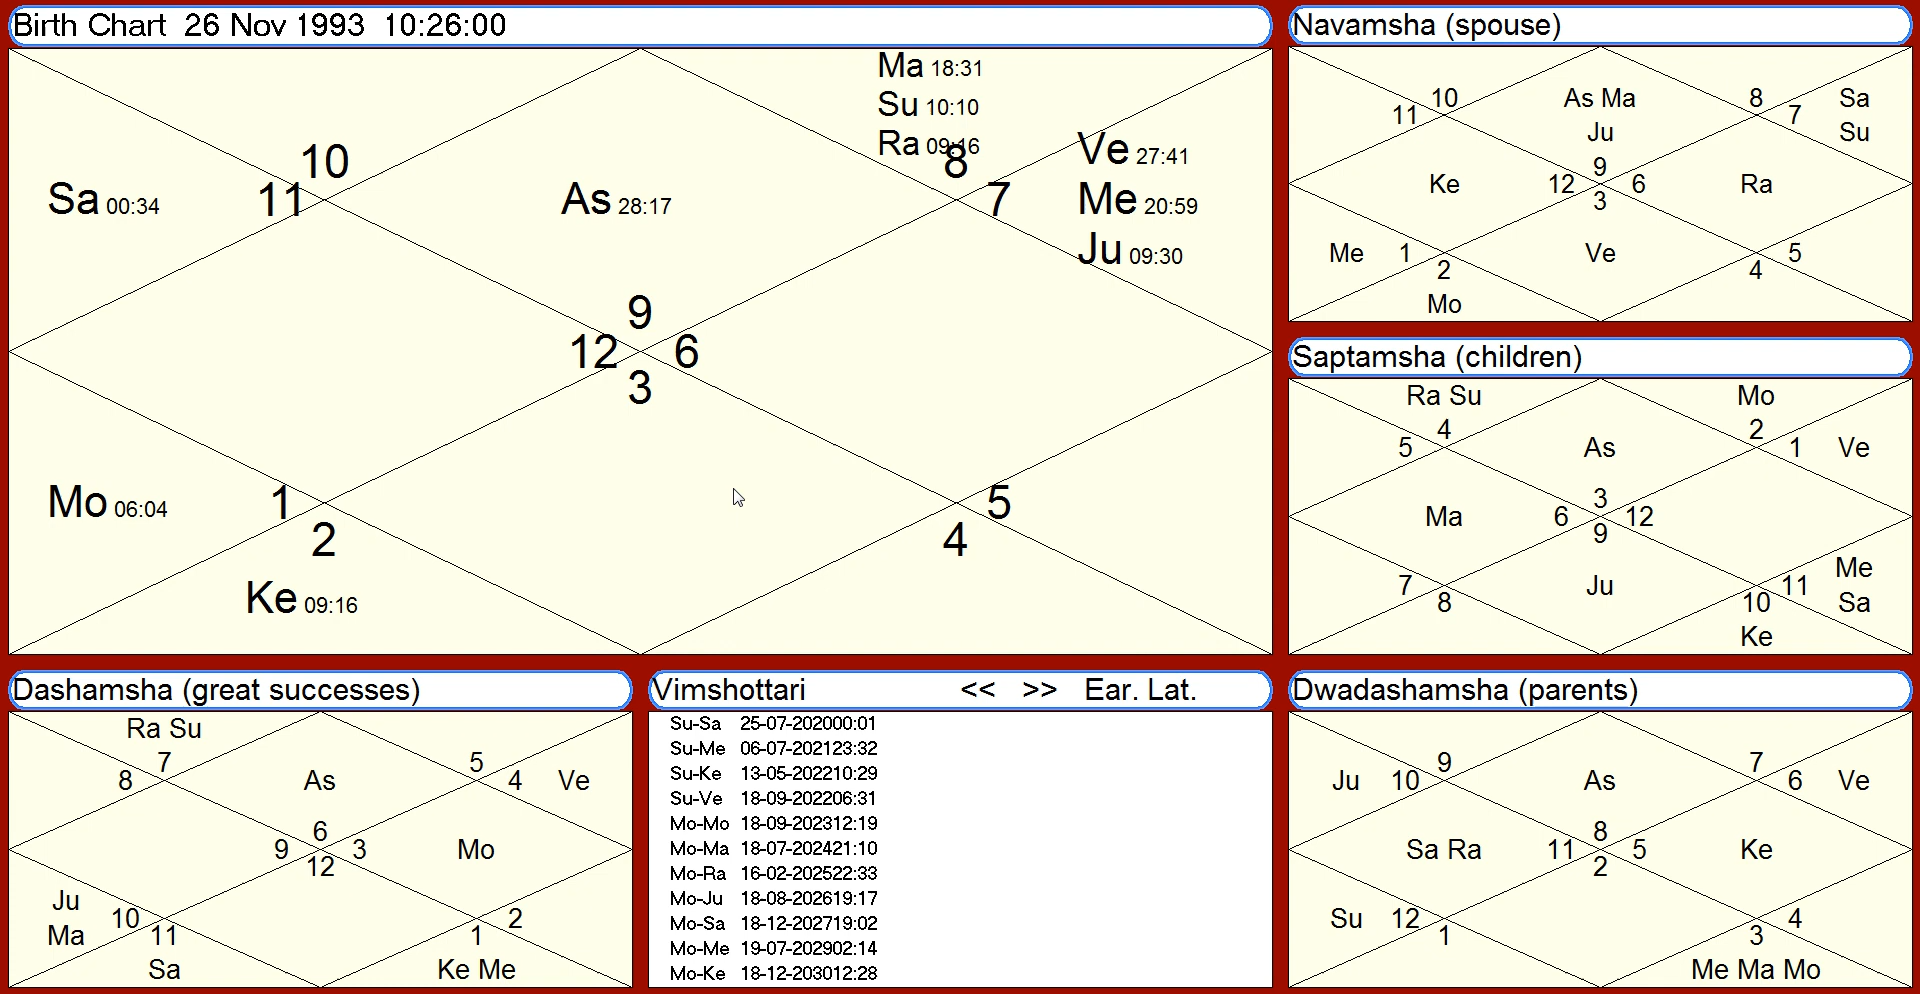 Birth Chart 26 Nov 1993 10:26:00
Ma 18:31
Su 10:10
Ra 09:16
10
8
Ve 27:41
Sa 00:34
11
As 28:17
7
Me 20:59
Ju 09:30
9
12
6
3
Mo 06:04
1
5
2
4
Ke 09:16
Navamsha (spouse)
10
As Ma
8
Sa
11
Ju
7
Su
9
Ke
12
6
Ra
3
Me
1
Ve
5
2
4
Mo
Saptamsha (children)
Ra Su
Mo
4
2
5
As
1
Ve
3
Ma
6
12
9
7
Ju
11
Me
8
10
Sa
Ke
Dashamsha (great successes)
Ra Su
7
5
8
As
4
Ve
6
9
3
Mo
12
Ju
10
2
Ma
11
1
Sa
Ke Me
Vimshottari << >> Ear. Lat.
Su-Sa 25-07-202000:01
Su-Me 06-07-202123:32
Su-Ke 13-05-202210:29
Su-Ve 18-09-202206:31
Mo-Mo 18-09-202312:19
Mo-Ma 18-07-202421:10
Mo-Ra 16-02-202522:33
Mo-Ju 18-08-202619:17
Mo-Sa 18-12-202719:02
Mo-Me 19-07-202902:14
Mo-Ke 18-12-203012:28
Dwadashamsha (parents)
9
7
Ju
10
As
6
Ve
8
Sa Ra
11
5
Ke
2
Su
12
4
1
3
Me Ma Mo